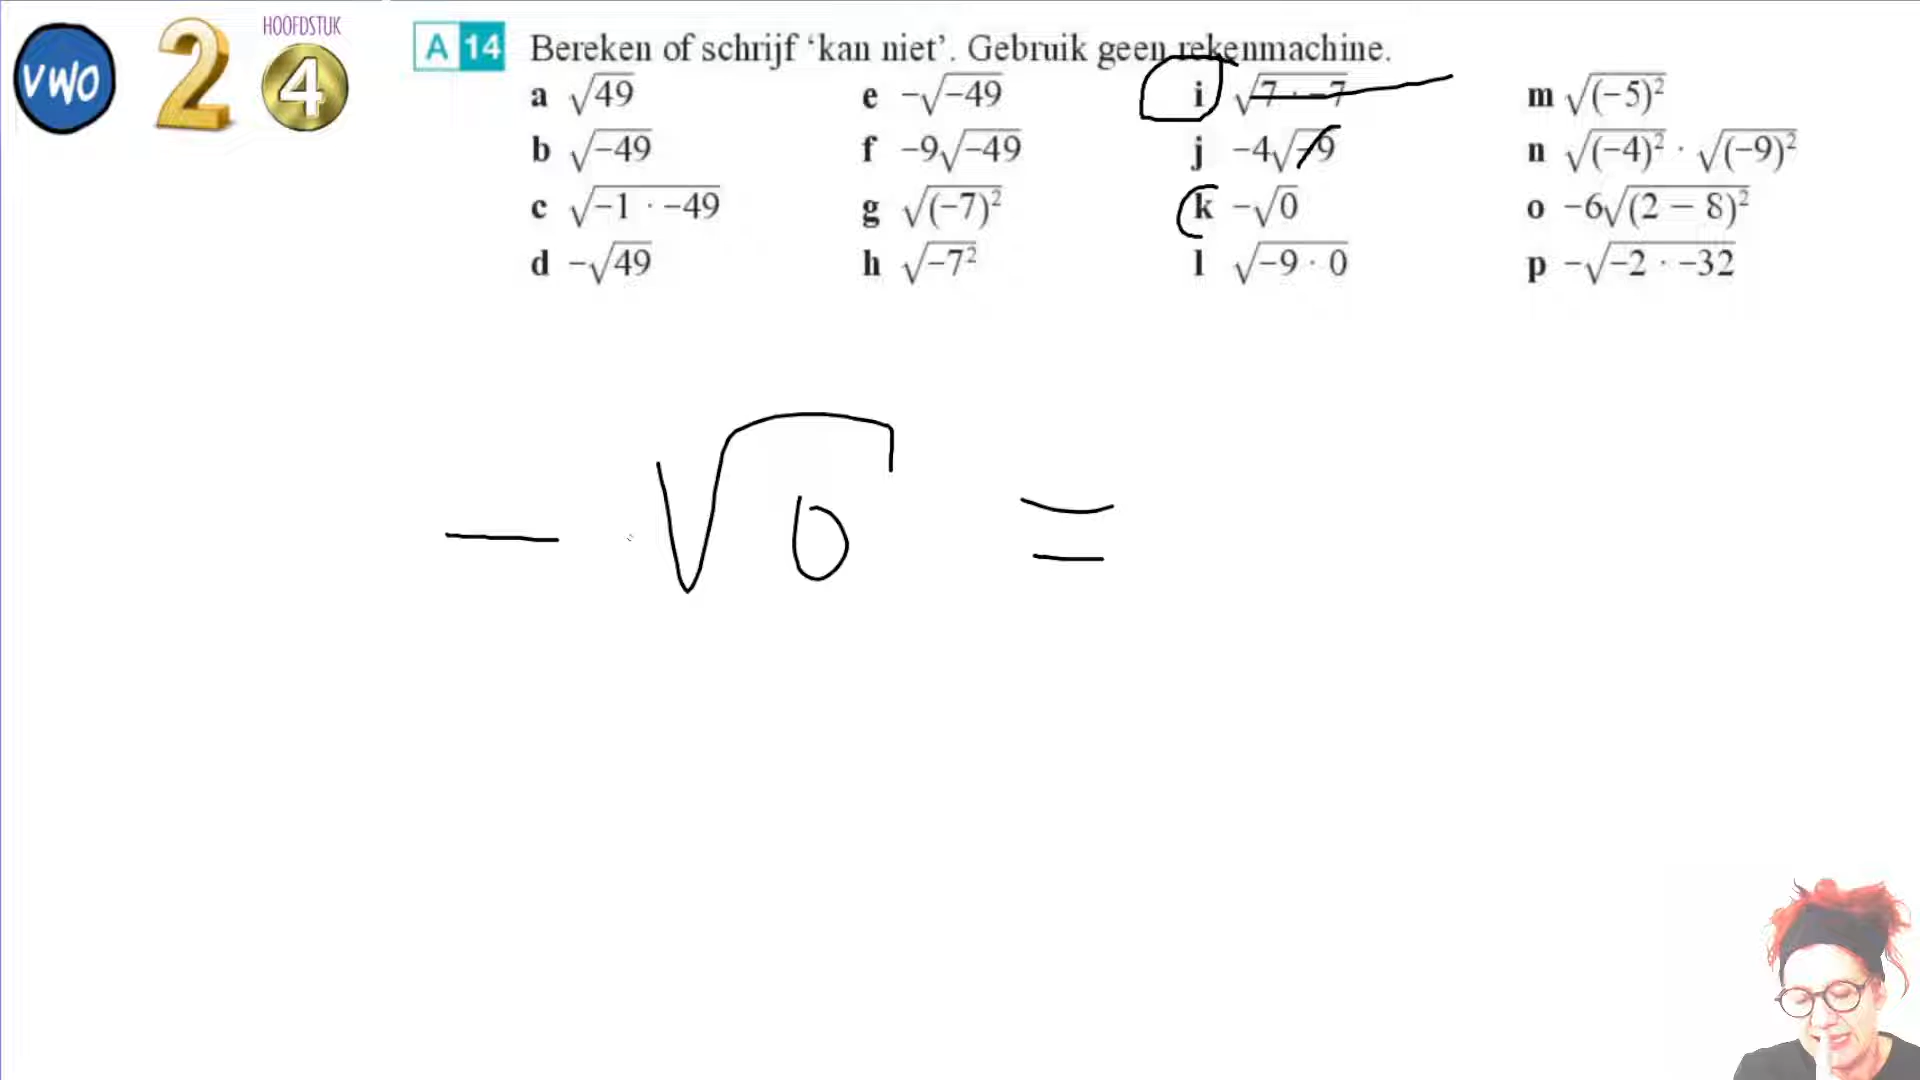 VWO 2 HOOFDSTUK 4
A 14 Bereken of schrijf ‘kan niet’. Gebruik geen rekenmachine.
a √49
b √−49
c √−1 · −49
d −√49
e −√−49
f −9√−49
g √(−7)²
h √−7²
i √7 · −7
j −4√−9
k −√0
l √−9 · 0
m √(−5)²
n √(−4)² · √(−9)²
o −6√(2 − 8)²
p −√−2 · −32
− √0 =